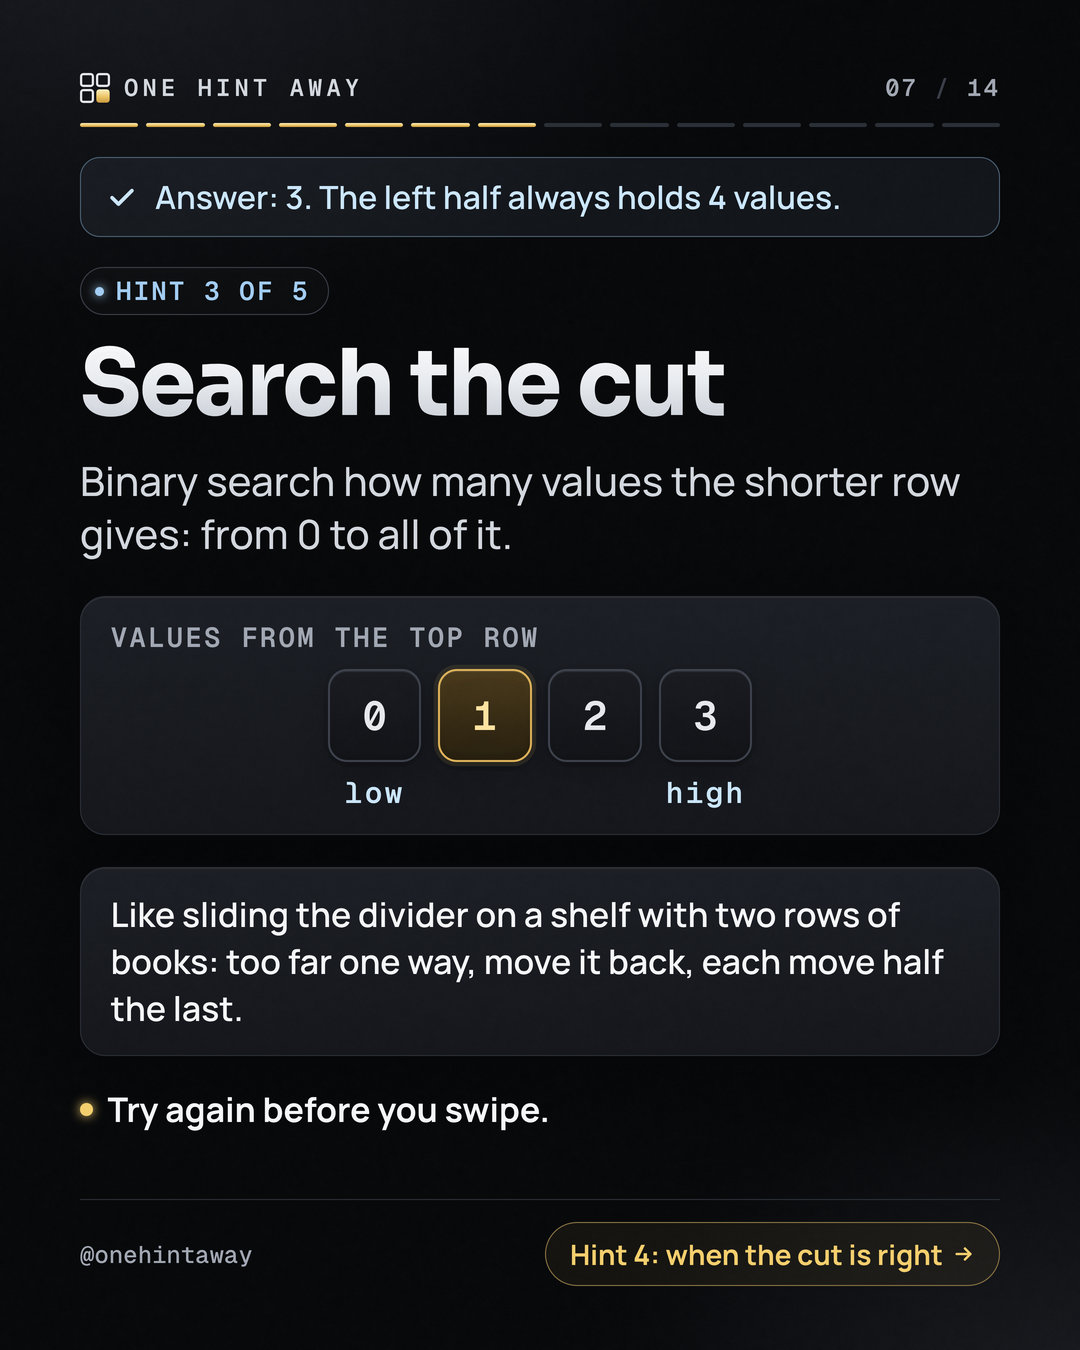 ONE HINT AWAY
07 / 14
Answer: 3. The left half always holds 4 values.
HINT 3 OF 5
Search the cut
Binary search how many values the shorter row
gives: from 0 to all of it.
VALUES FROM THE TOP ROW
0 1 2 3
low high
Like sliding the divider on a shelf with two rows of
books: too far one way, move it back, each move half
the last.
Try again before you swipe.
@onehintaway
Hint 4: when the cut is right →